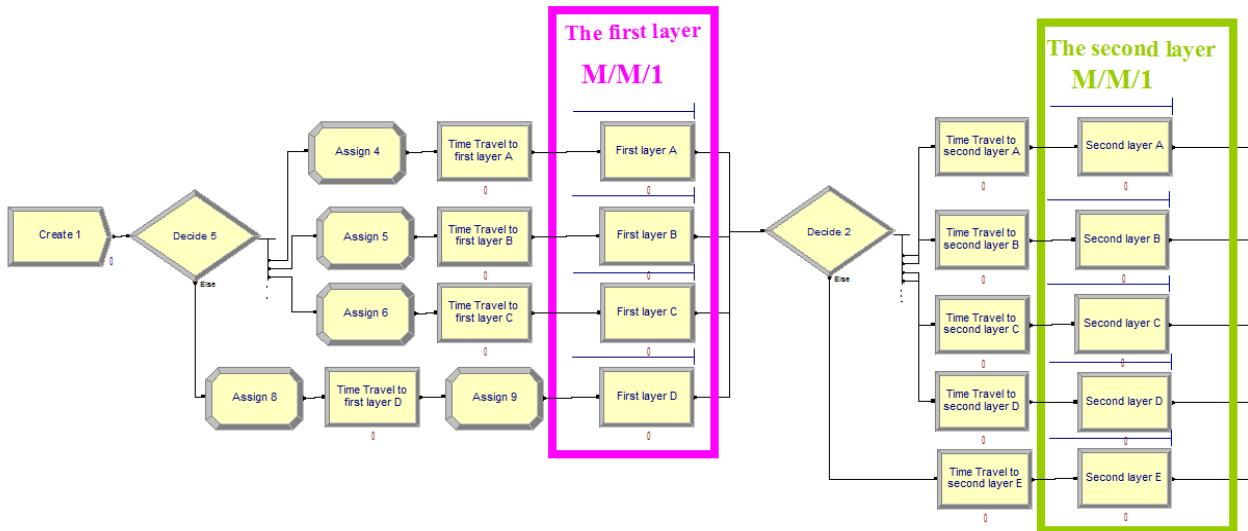 The first layer
M/M/1
The second layer
M/M/1
Create 1
0
Decide 5
Else
Assign 4
Time Travel to
first layer A
0
First layer A
0
Assign 5
Time Travel to
first layer B
0
First layer B
0
Assign 6
Time Travel to
first layer C
0
First layer C
0
Assign 8
Time Travel to
first layer D
0
Assign 9
First layer D
0
Decide 2
Else
Time Travel to
second layer A
0
Second layer A
0
Time Travel to
second layer B
0
Second layer B
0
Time Travel to
second layer C
0
Second layer C
0
Time Travel to
second layer D
0
Second layer D
0
Time Travel to
second layer E
0
Second layer E
0